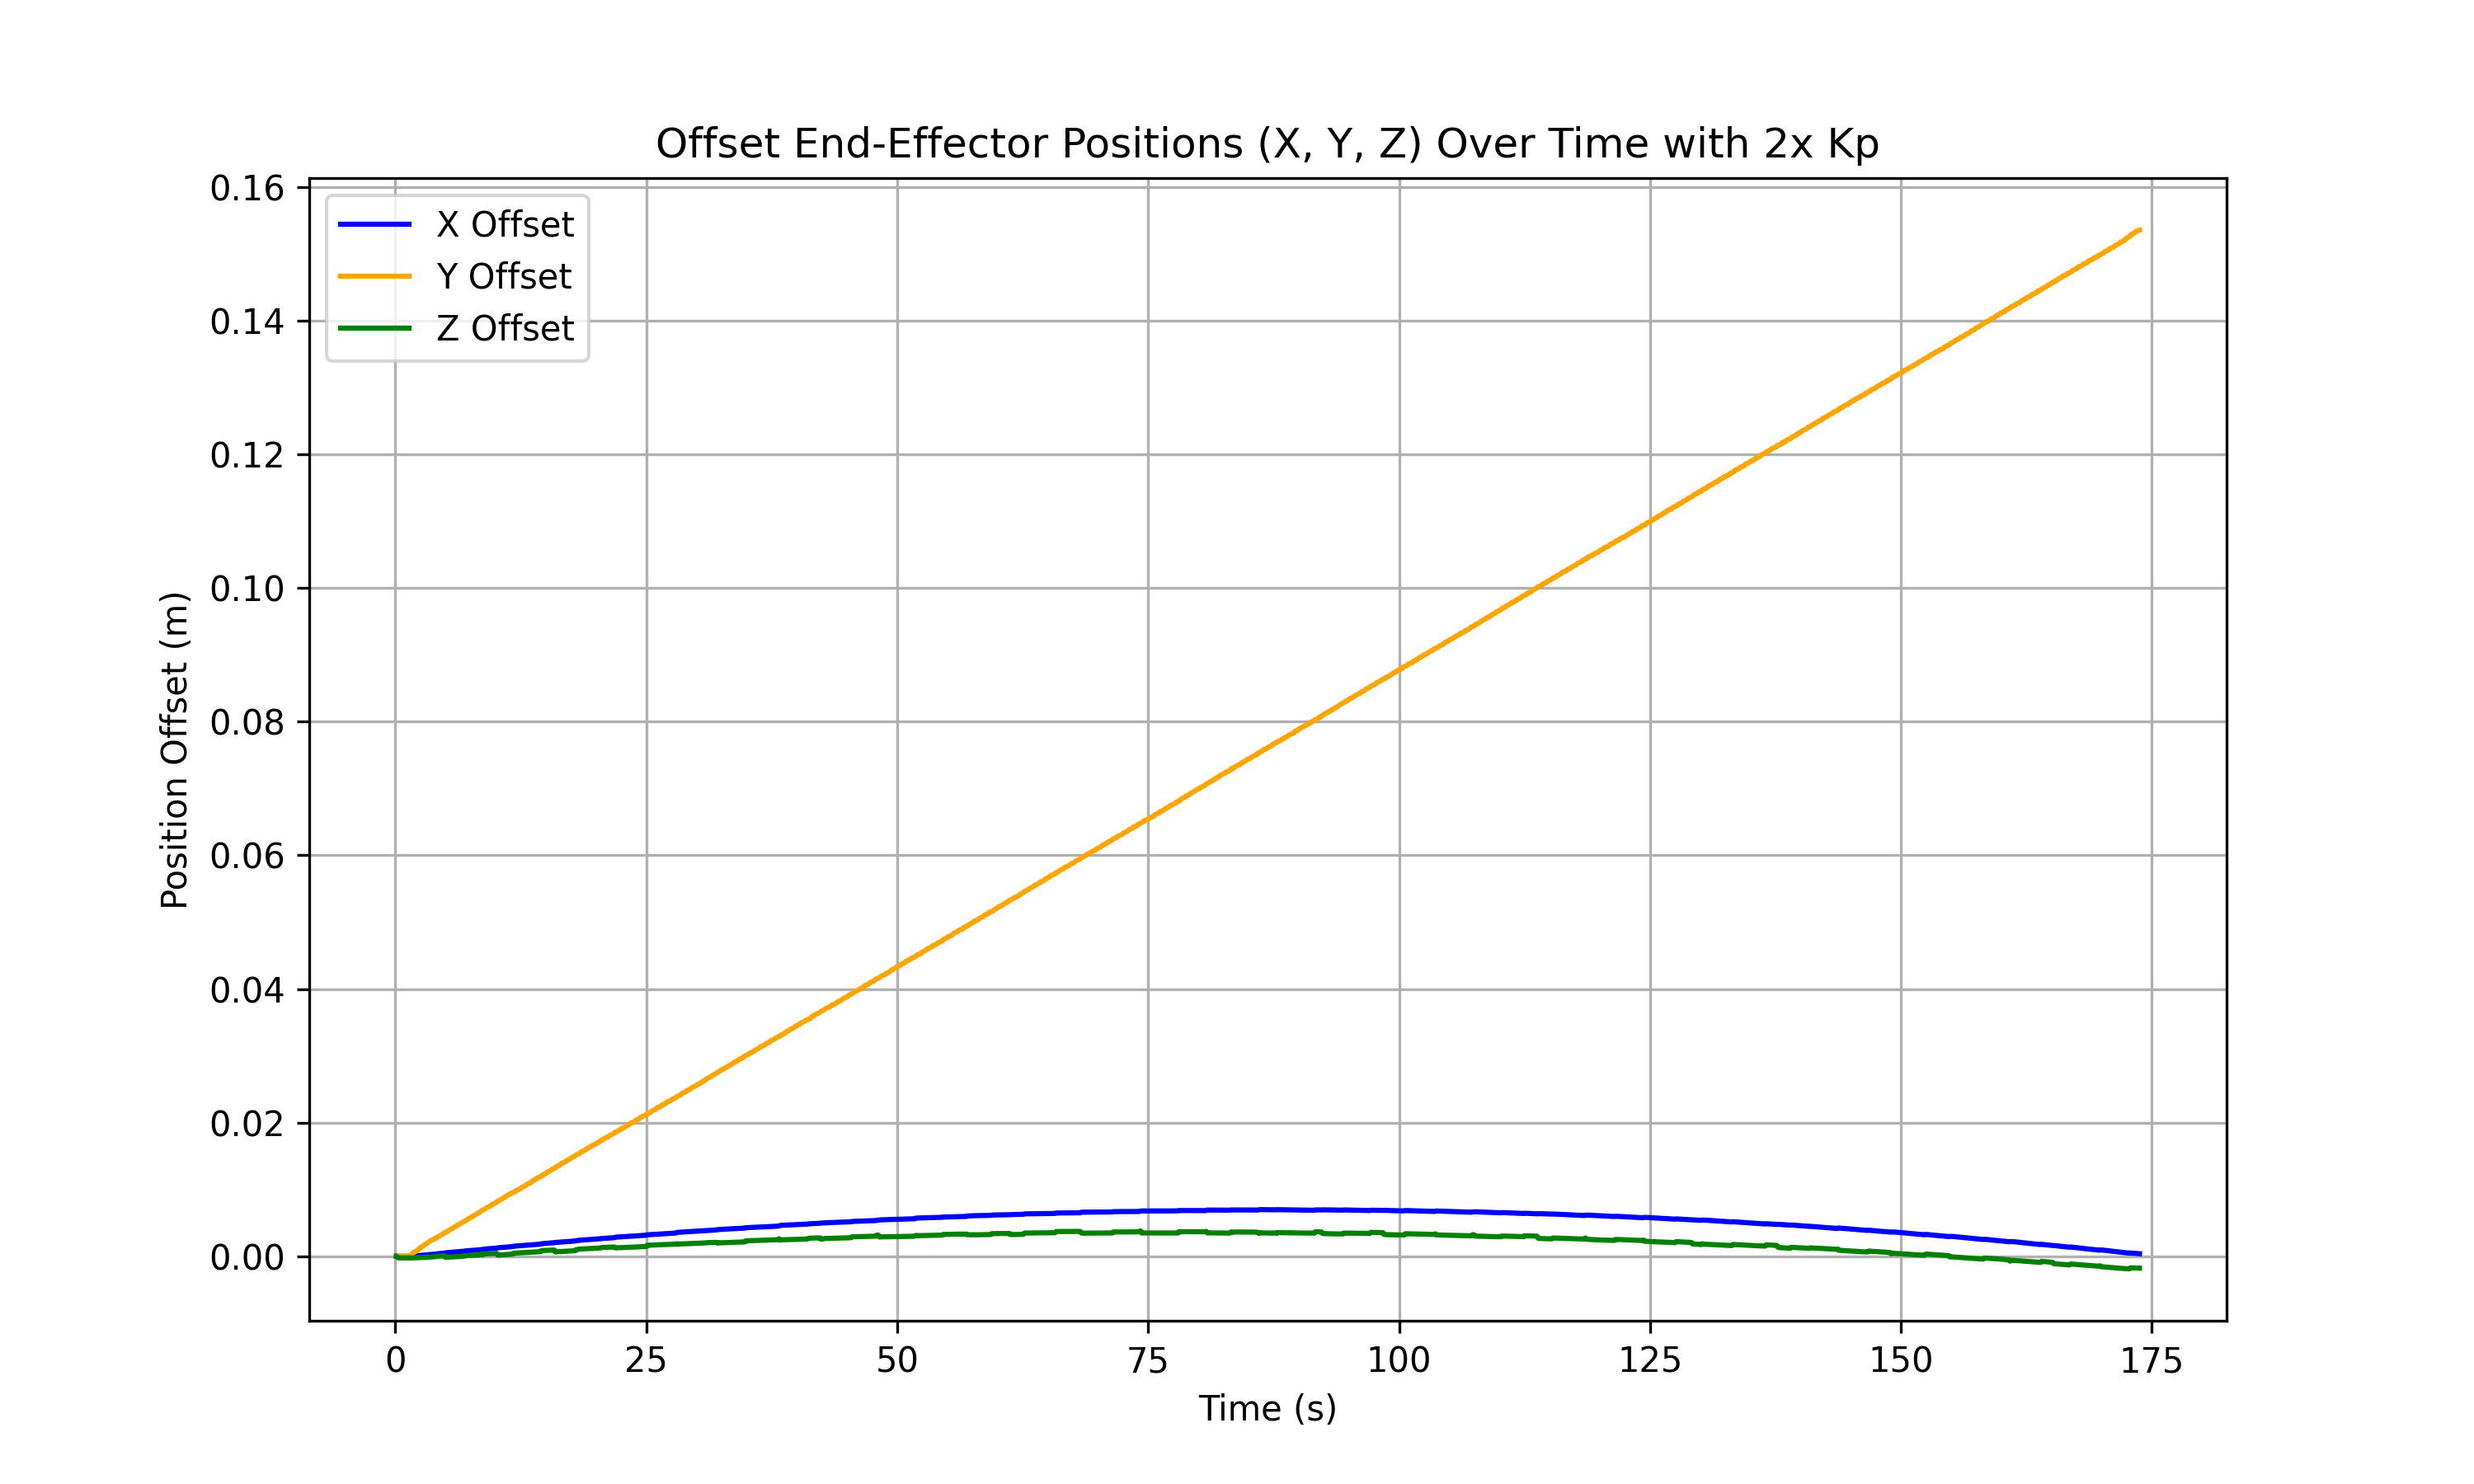 Offset End-Effector Positions (X, Y, Z) Over Time with 2x Kp
X Offset
Y Offset
Z Offset
Position Offset (m)
0.16
0.14
0.12
0.10
0.08
0.06
0.04
0.02
0.00
0 25 50 75 100 125 150 175
Time (s)